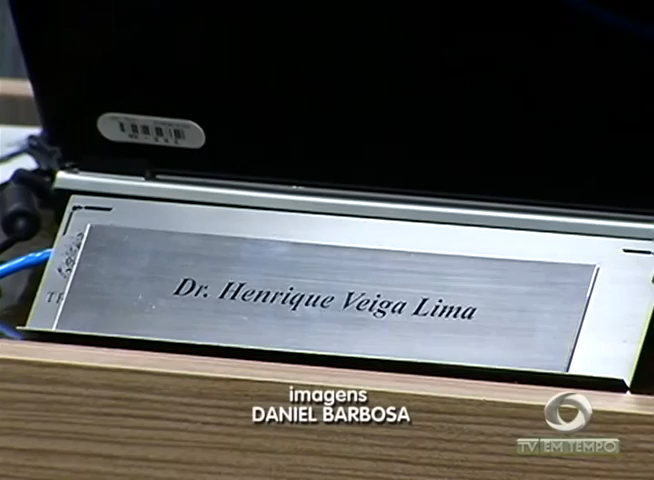 Dr. Henrique Veiga Lima
imagens
DANIEL BARBOSA
TV EM TEMPO